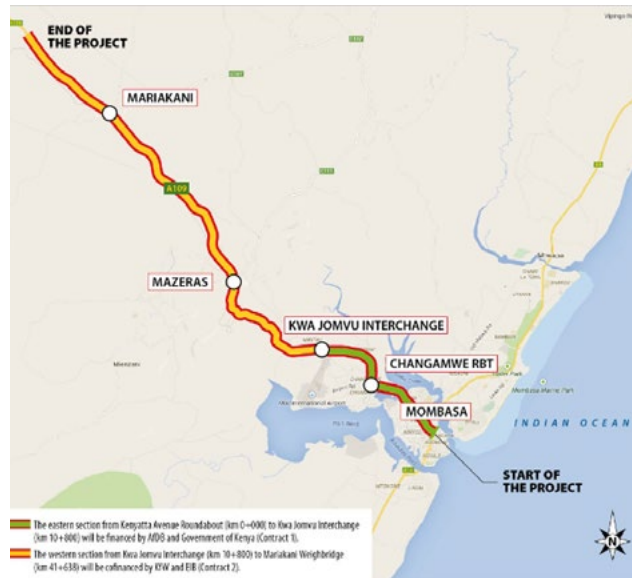 END OF
THE PROJECT
MARIAKANI
A109
MAZERAS
KWA JOMVU INTERCHANGE
CHANGAMWE RBT
MOMBASA
Mombasa Marine Park
INDIAN OCEAN
START OF
THE PROJECT
The eastern section from Kenyatta Avenue Roundabout (km 0+000) to Kwa Jomvu Interchange
(km 10+800) will be financed by AfDB and Government of Kenya (Contract 1).
The western section from Kwa Jomvu Interchange (km 10+800) to Mariakani Weighbridge
(km 41+638) will be cofinanced by KfW and EIB (Contract 2).
N